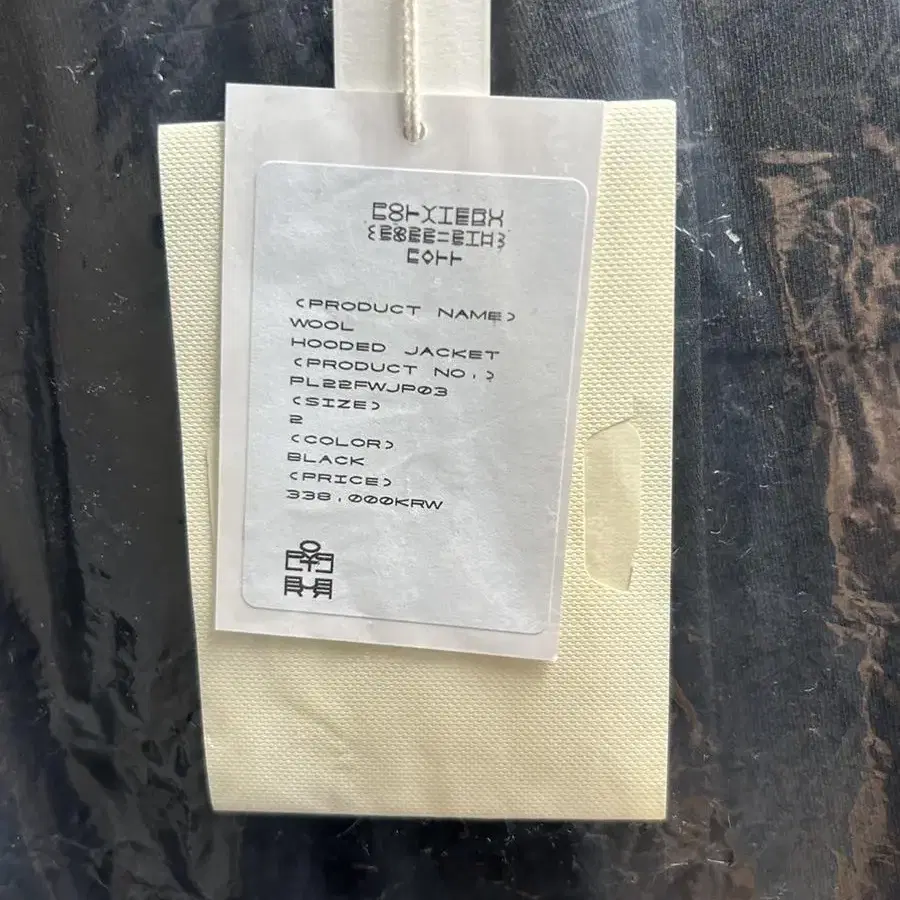 <PRODUCT NAME>
WOOL
HOODED JACKET
<PRODUCT NO.>
PL22FWJP03
<SIZE>
2
<COLOR>
BLACK
<PRICE>
338,000KRW